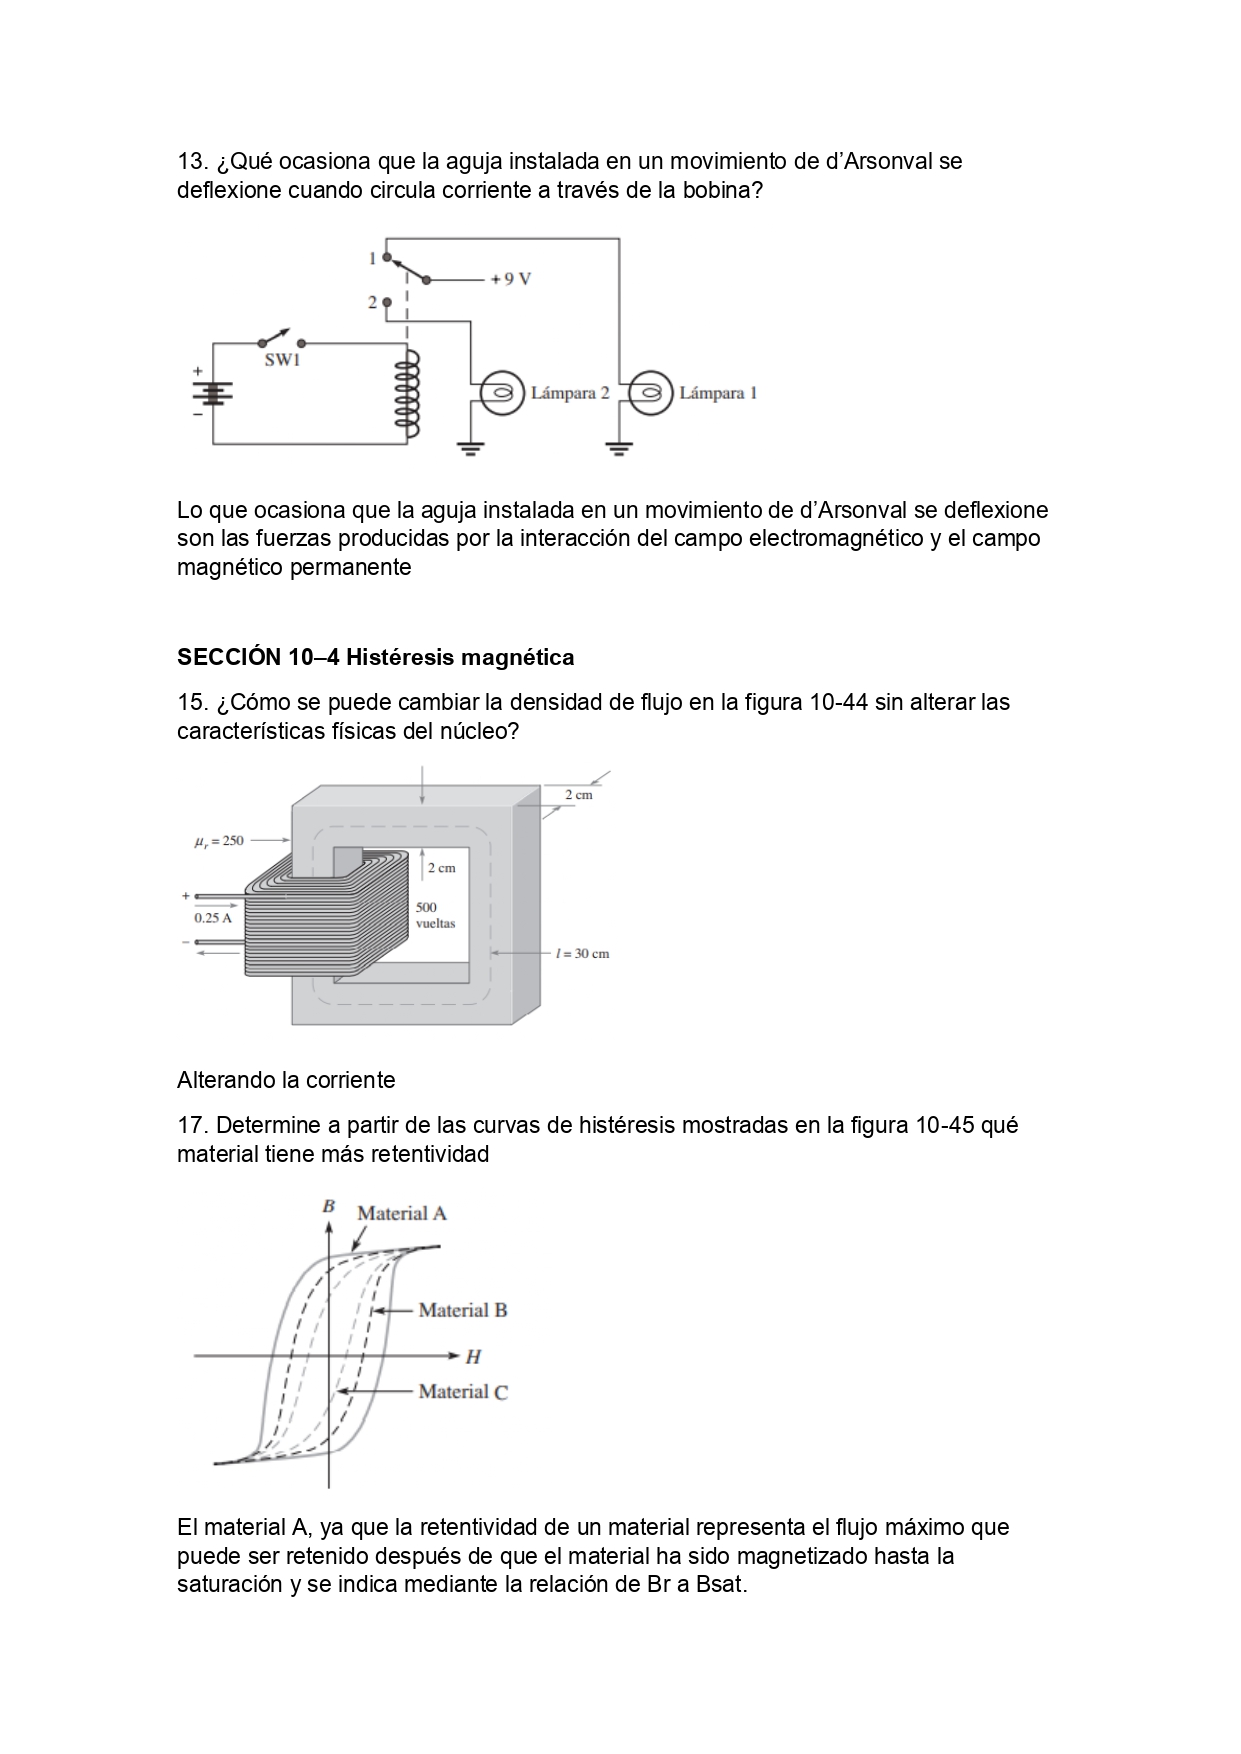 13. ¿Qué ocasiona que la aguja instalada en un movimiento de d’Arsonval se
deflexione cuando circula corriente a través de la bobina?
1
+ 9 V
2
SW1
+
−
Lámpara 2
Lámpara 1
Lo que ocasiona que la aguja instalada en un movimiento de d’Arsonval se deflexione
son las fuerzas producidas por la interacción del campo electromagnético y el campo
magnético permanente
SECCIÓN 10–4 Histéresis magnética
15. ¿Cómo se puede cambiar la densidad de flujo en la figura 10-44 sin alterar las
características físicas del núcleo?
2 cm
μr = 250
2 cm
+
0.25 A
500
vueltas
−
l = 30 cm
Alterando la corriente
17. Determine a partir de las curvas de histéresis mostradas en la figura 10-45 qué
material tiene más retentividad
B
Material A
Material B
H
Material C
El material A, ya que la retentividad de un material representa el flujo máximo que
puede ser retenido después de que el material ha sido magnetizado hasta la
saturación y se indica mediante la relación de Br a Bsat.